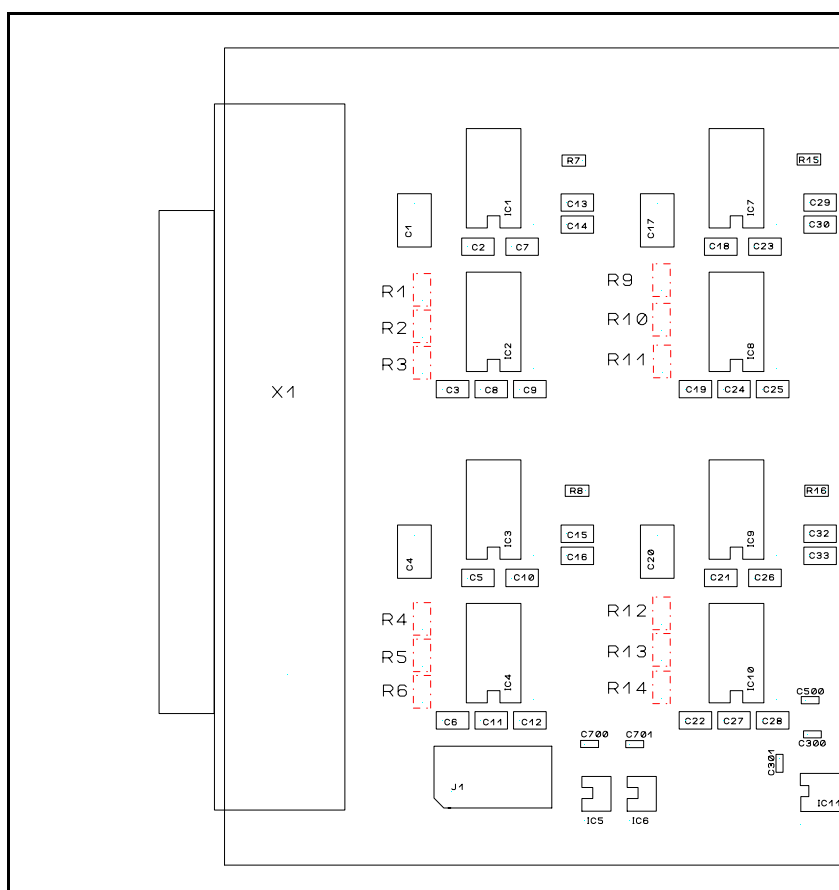 R7 R15
C13 C29
IC1 IC7
C14 C30
C1 C17
C2 C7 C18 C23
R9
R1
R10
R2
IC2 IC8
R11
R3
C3 C8 C9 C19 C24 C25
X1
R8 R16
C15 C32
IC3 IC9
C16 C33
C4 C20
C5 C10 C21 C26
R12
R4
R13
R5
IC4 IC10
R14
R6
C500
C6 C11 C12 C22 C27 C28
C700 C701 C300
C301
J1
IC11
IC5 IC6